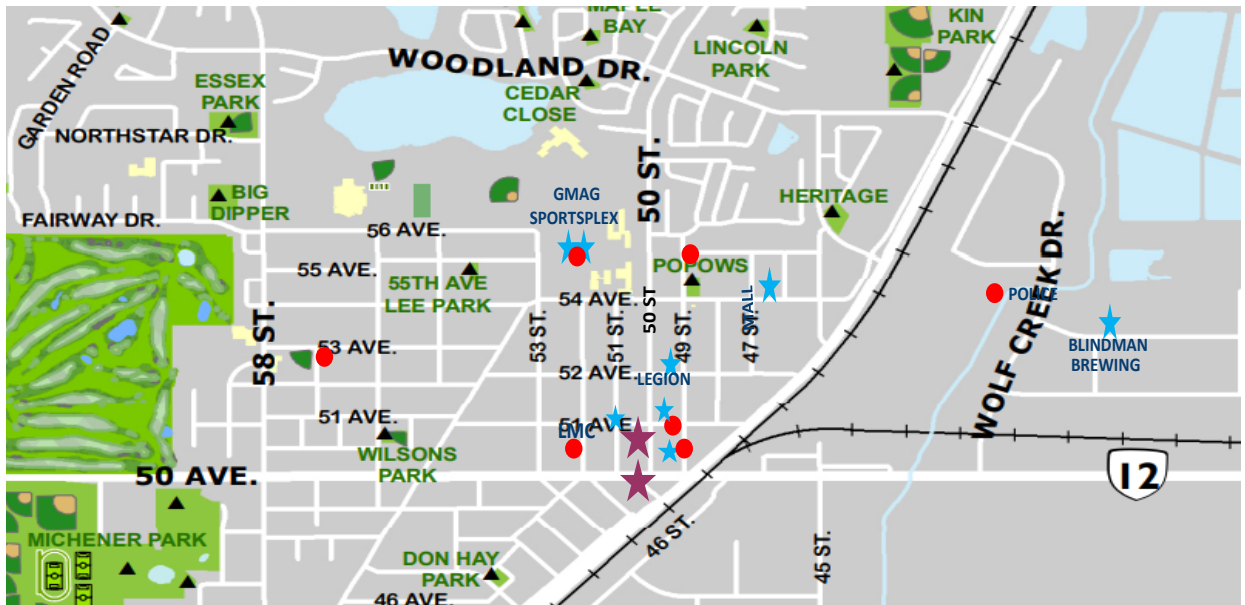 MAPLE
BAY
KIN
PARK
GARDEN ROAD
LINCOLN
PARK
WOODLAND DR.
ESSEX
PARK
CEDAR
CLOSE
NORTHSTAR DR.
50 ST.
BIG
DIPPER
GMAG
SPORTSPLEX
HERITAGE
FAIRWAY DR.
56 AVE.
WOLF CREEK DR.
55 AVE.
55TH AVE
LEE PARK
POPOWS
54 AVE.
50 ST
MALL
POLICE
58 ST.
53 AVE.
53 ST.
51 ST.
49 ST.
47 ST.
BLINDMAN
BREWING
52 AVE.
LEGION
51 AVE.
51 AVE.
LMC
WILSONS
PARK
50 AVE.
12
MICHENER PARK
46 ST.
45 ST.
DON HAY
PARK
46 AVE.